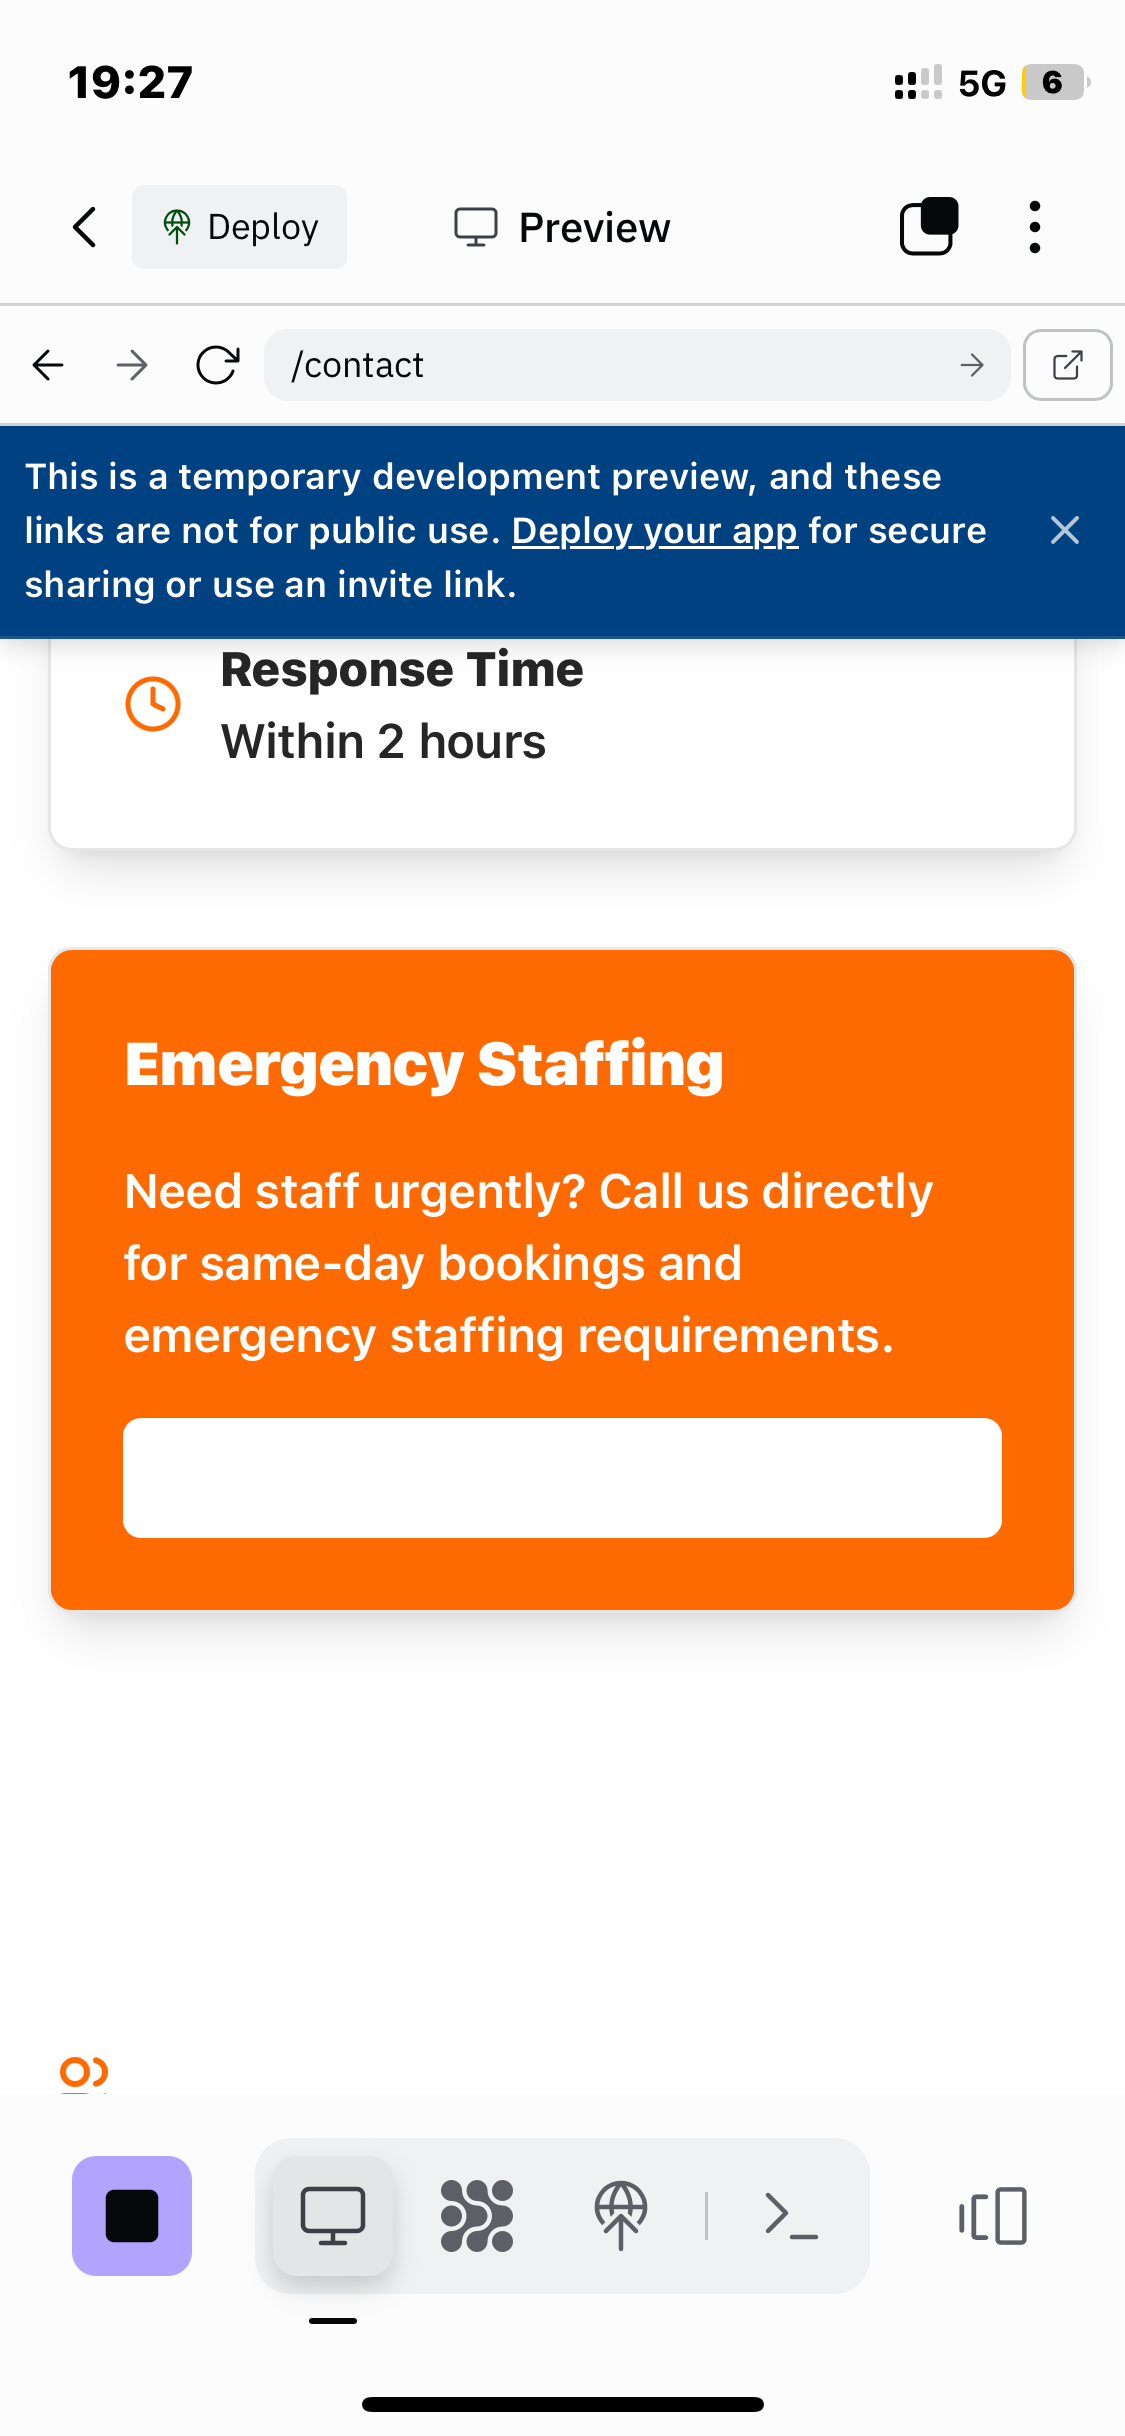 19:27
5G
6
Deploy
Preview
/contact
This is a temporary development preview, and these
links are not for public use. Deploy your app for secure
sharing or use an invite link.
Response Time
Within 2 hours
Emergency Staffing
Need staff urgently? Call us directly
for same-day bookings and
emergency staffing requirements.